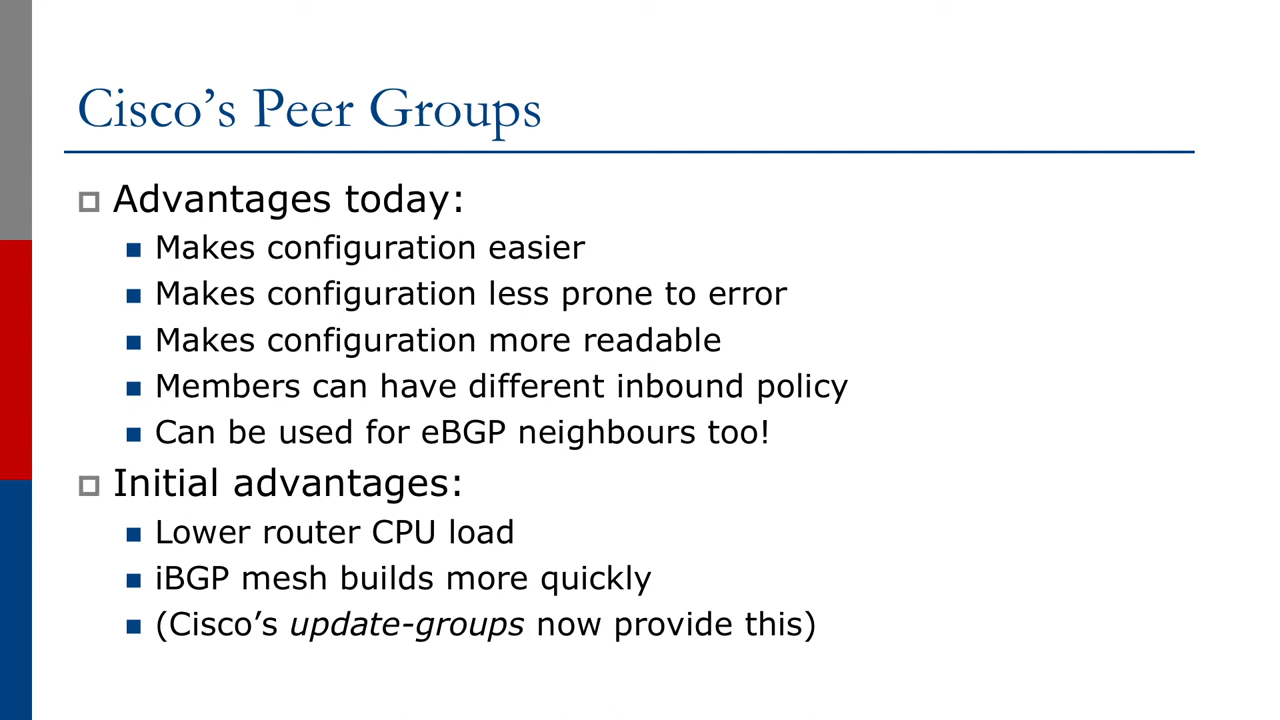 Cisco’s Peer Groups
Advantages today:
Makes configuration easier
Makes configuration less prone to error
Makes configuration more readable
Members can have different inbound policy
Can be used for eBGP neighbours too!
Initial advantages:
Lower router CPU load
iBGP mesh builds more quickly
(Cisco’s update-groups now provide this)